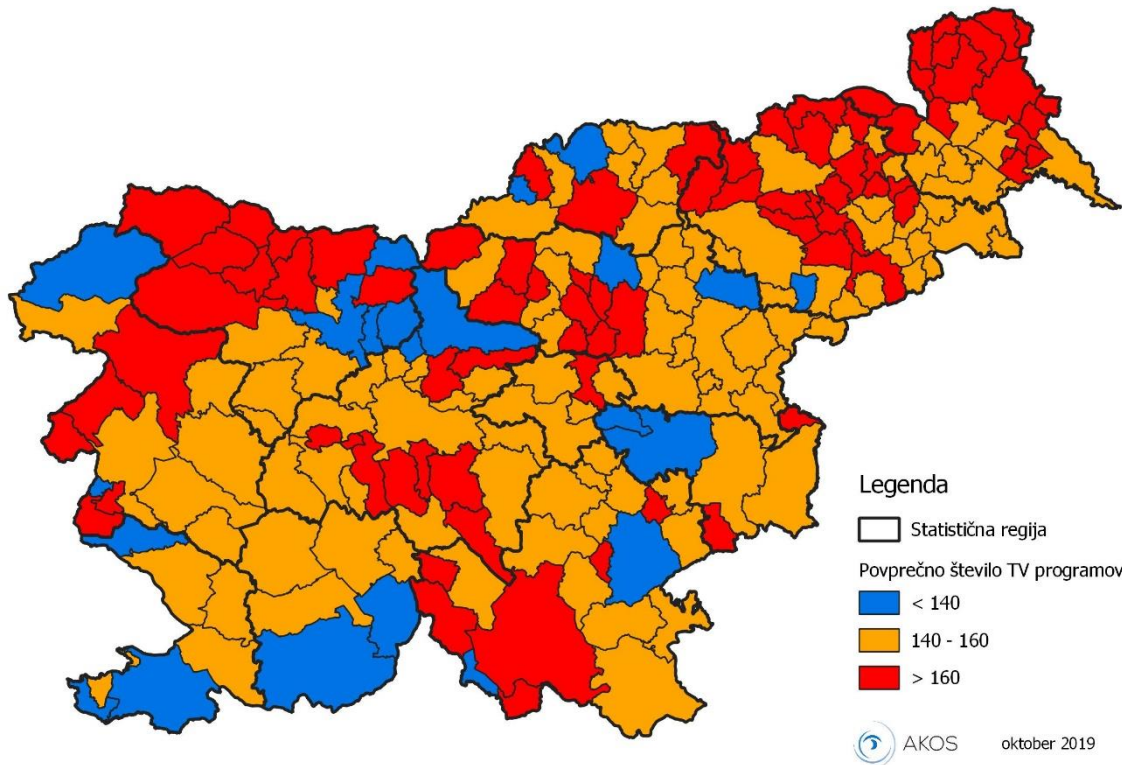 Legenda
Statistična regija
Povprečno število TV programov
< 140
140 - 160
> 160
AKOS
oktober 2019